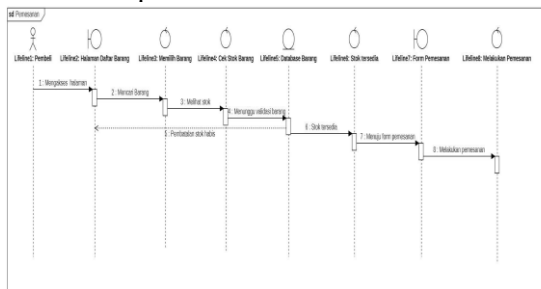 sd Pemesanan
Lifeline1: Pembeli
Lifeline2: Halaman Daftar Barang
Lifeline3: Memilih Barang
Lifeline4: Cek Stok Barang
Lifeline5: Database Barang
Lifeline6: Stok tersedia
Lifeline7: Form Pemesanan
Lifeline8: Melakukan Pemesanan
1 : Mengakses halaman
2 : Mencari Barang
3 : Melihat stok
4 : Menunggu validasi barang
5 : Pembatalan stok habis
6 : Stok tersedia
7 : Menuju form pemesanan
8 : Melakukan pemesanan